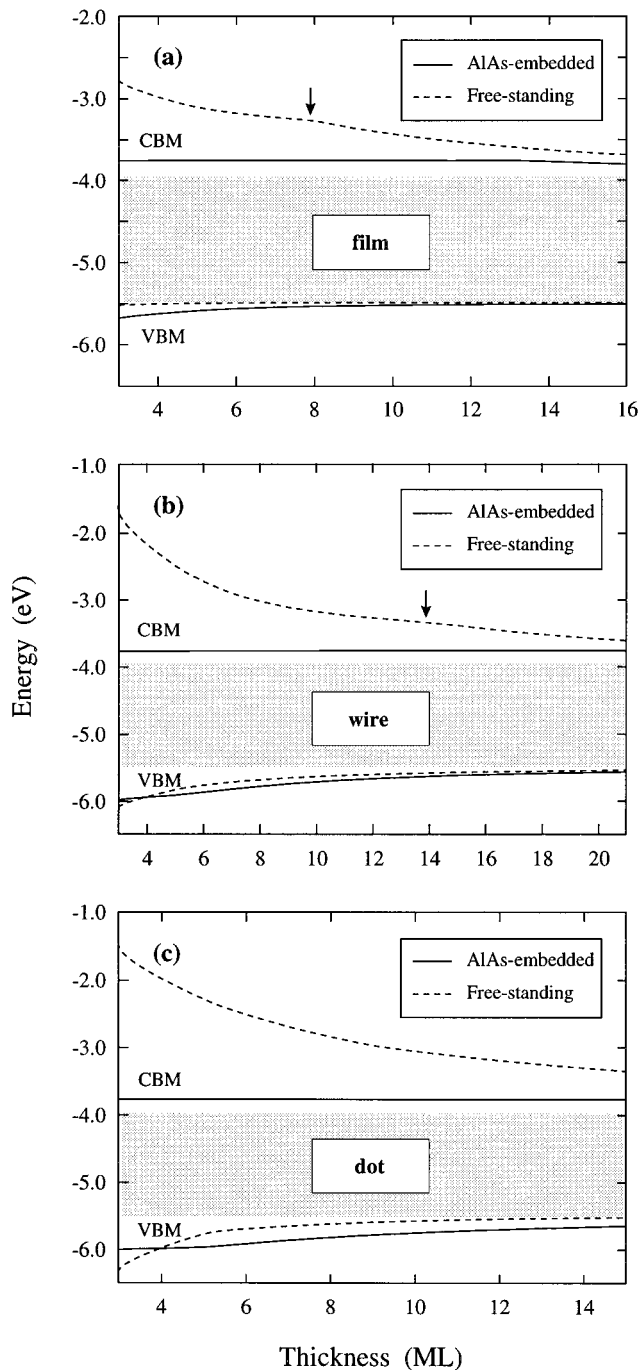 -2.0
(a)
AlAs-embedded
Free-standing
-3.0
CBM
-4.0
film
-5.0
VBM
-6.0
4 6 8 10 12 14 16
-1.0
(b)
AlAs-embedded
Free-standing
-2.0
-3.0
CBM
-4.0
wire
-5.0
VBM
-6.0
4 6 8 10 12 14 16 18 20
Energy (eV)
-1.0
(c)
AlAs-embedded
Free-standing
-2.0
-3.0
CBM
-4.0
dot
-5.0
VBM
-6.0
4 6 8 10 12 14
Thickness (ML)